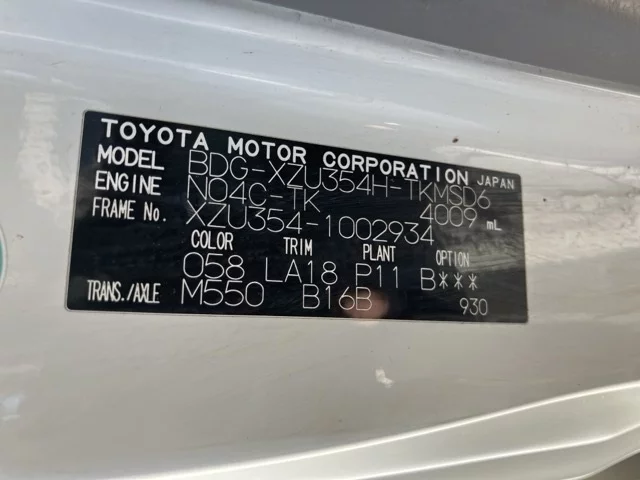 TOYOTA MOTOR CORPORATION JAPAN
MODEL BDG-XZU354H-TKMSD6
ENGINE N04C-TK 4009 mL
FRAME No. XZU354-1002934
COLOR TRIM PLANT OPTION
058 LA18 P11 B***
TRANS./AXLE M550 B16B 930